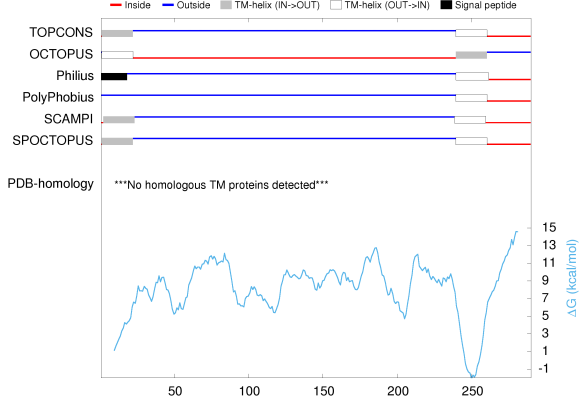 Inside Outside TM-helix (IN->OUT) TM-helix (OUT->IN) Signal peptide
TOPCONS
OCTOPUS
Philius
PolyPhobius
SCAMPI
SPOCTOPUS
PDB-homology ***No homologous TM proteins detected***
15
13
11
9
7
5
3
1
-1
ΔG (kcal/mol)
50 100 150 200 250